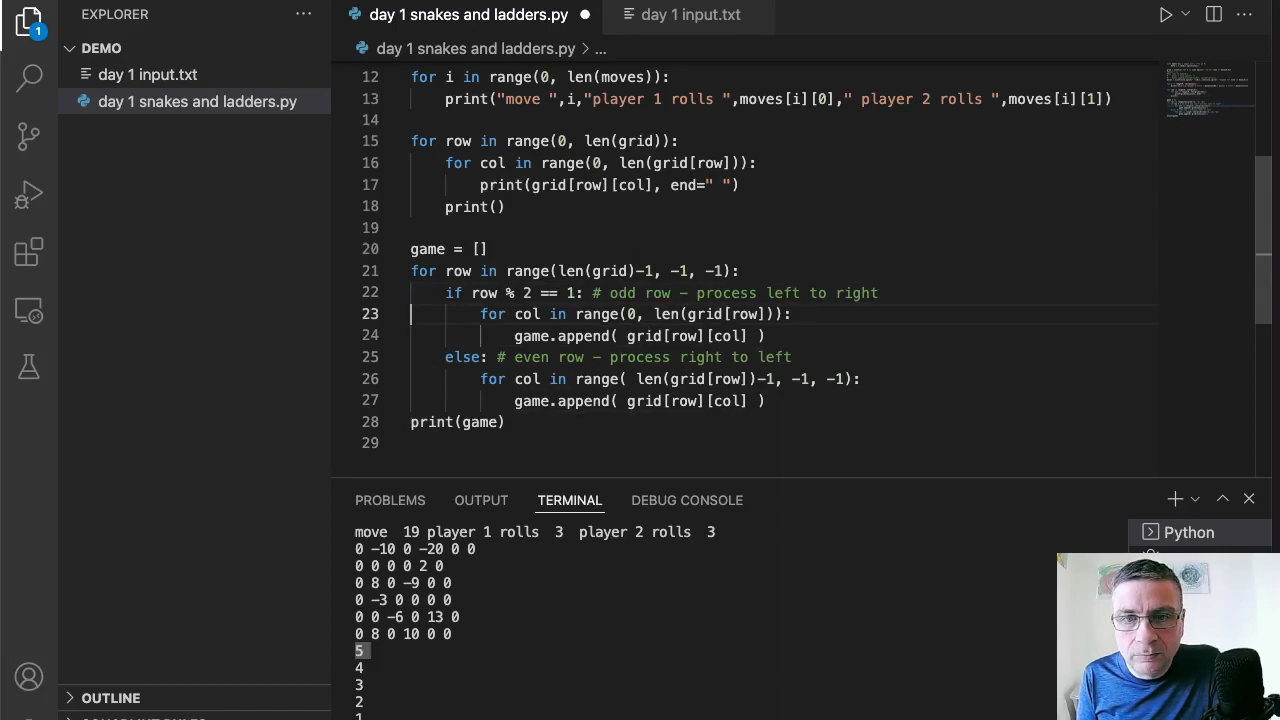 EXPLORER
DEMO
day 1 input.txt
day 1 snakes and ladders.py
OUTLINE
day 1 snakes and ladders.py
day 1 input.txt
day 1 snakes and ladders.py > ...
12 for i in range(0, len(moves)):
13 print("move ",i,"player 1 rolls ",moves[i][0]," player 2 rolls ",moves[i][1])
14
15 for row in range(0, len(grid)):
16 for col in range(0, len(grid[row])):
17 print(grid[row][col], end=" ")
18 print()
19
20 game = []
21 for row in range(len(grid)-1, -1, -1):
22 if row % 2 == 1: # odd row - process left to right
23 for col in range(0, len(grid[row])):
24 game.append( grid[row][col] )
25 else: # even row - process right to left
26 for col in range( len(grid[row])-1, -1, -1):
27 game.append( grid[row][col] )
28 print(game)
29
PROBLEMS OUTPUT TERMINAL DEBUG CONSOLE
Python
move 19 player 1 rolls 3 player 2 rolls 3
0 -10 0 -20 0 0
0 0 0 0 2 0
0 8 0 -9 0 0
0 -3 0 0 0 0
0 0 -6 0 13 0
0 8 0 10 0 0
5
4
3
2
1
1